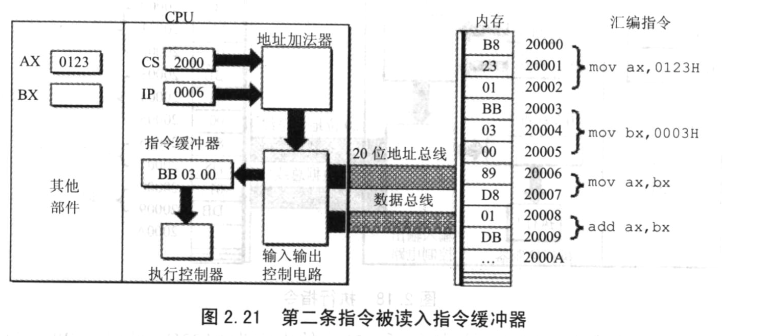 CPU
内存
汇编指令
AX 0123
BX
CS 2000
IP 0006
地址加法器
指令缓冲器
BB 03 00
其他
部件
执行控制器
输入输出
控制电路
20 位地址总线
数据总线
B8 20000
23 20001
01 20002
mov ax,0123H
BB 20003
03 20004
00 20005
mov bx,0003H
89 20006
D8 20007
mov ax,bx
01 20008
DB 20009
add ax,bx
… 2000A
图 2.21 第二条指令被读入指令缓冲器